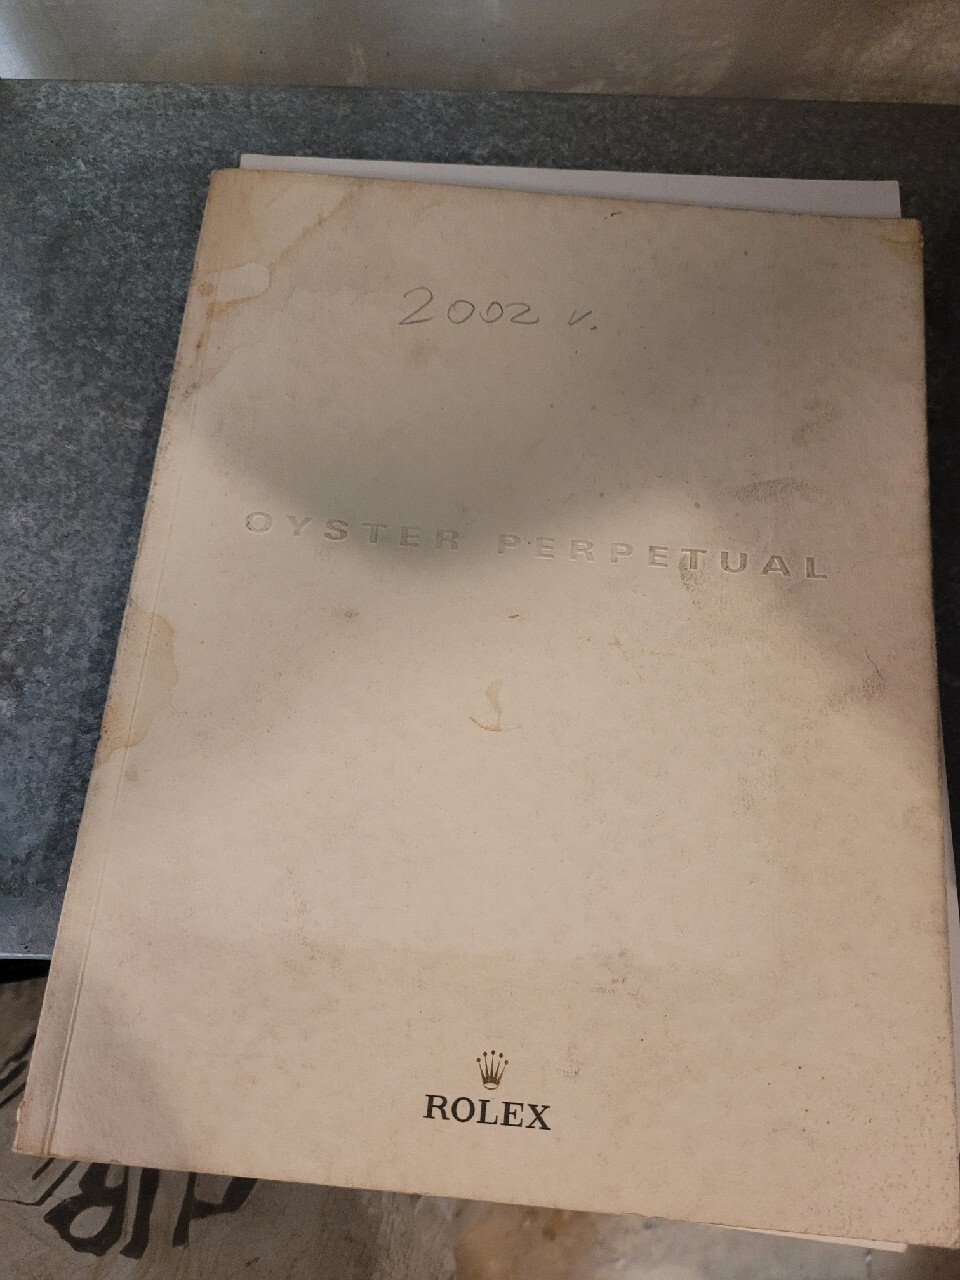 2002 v.
OYSTER PERPETUAL
ROLEX